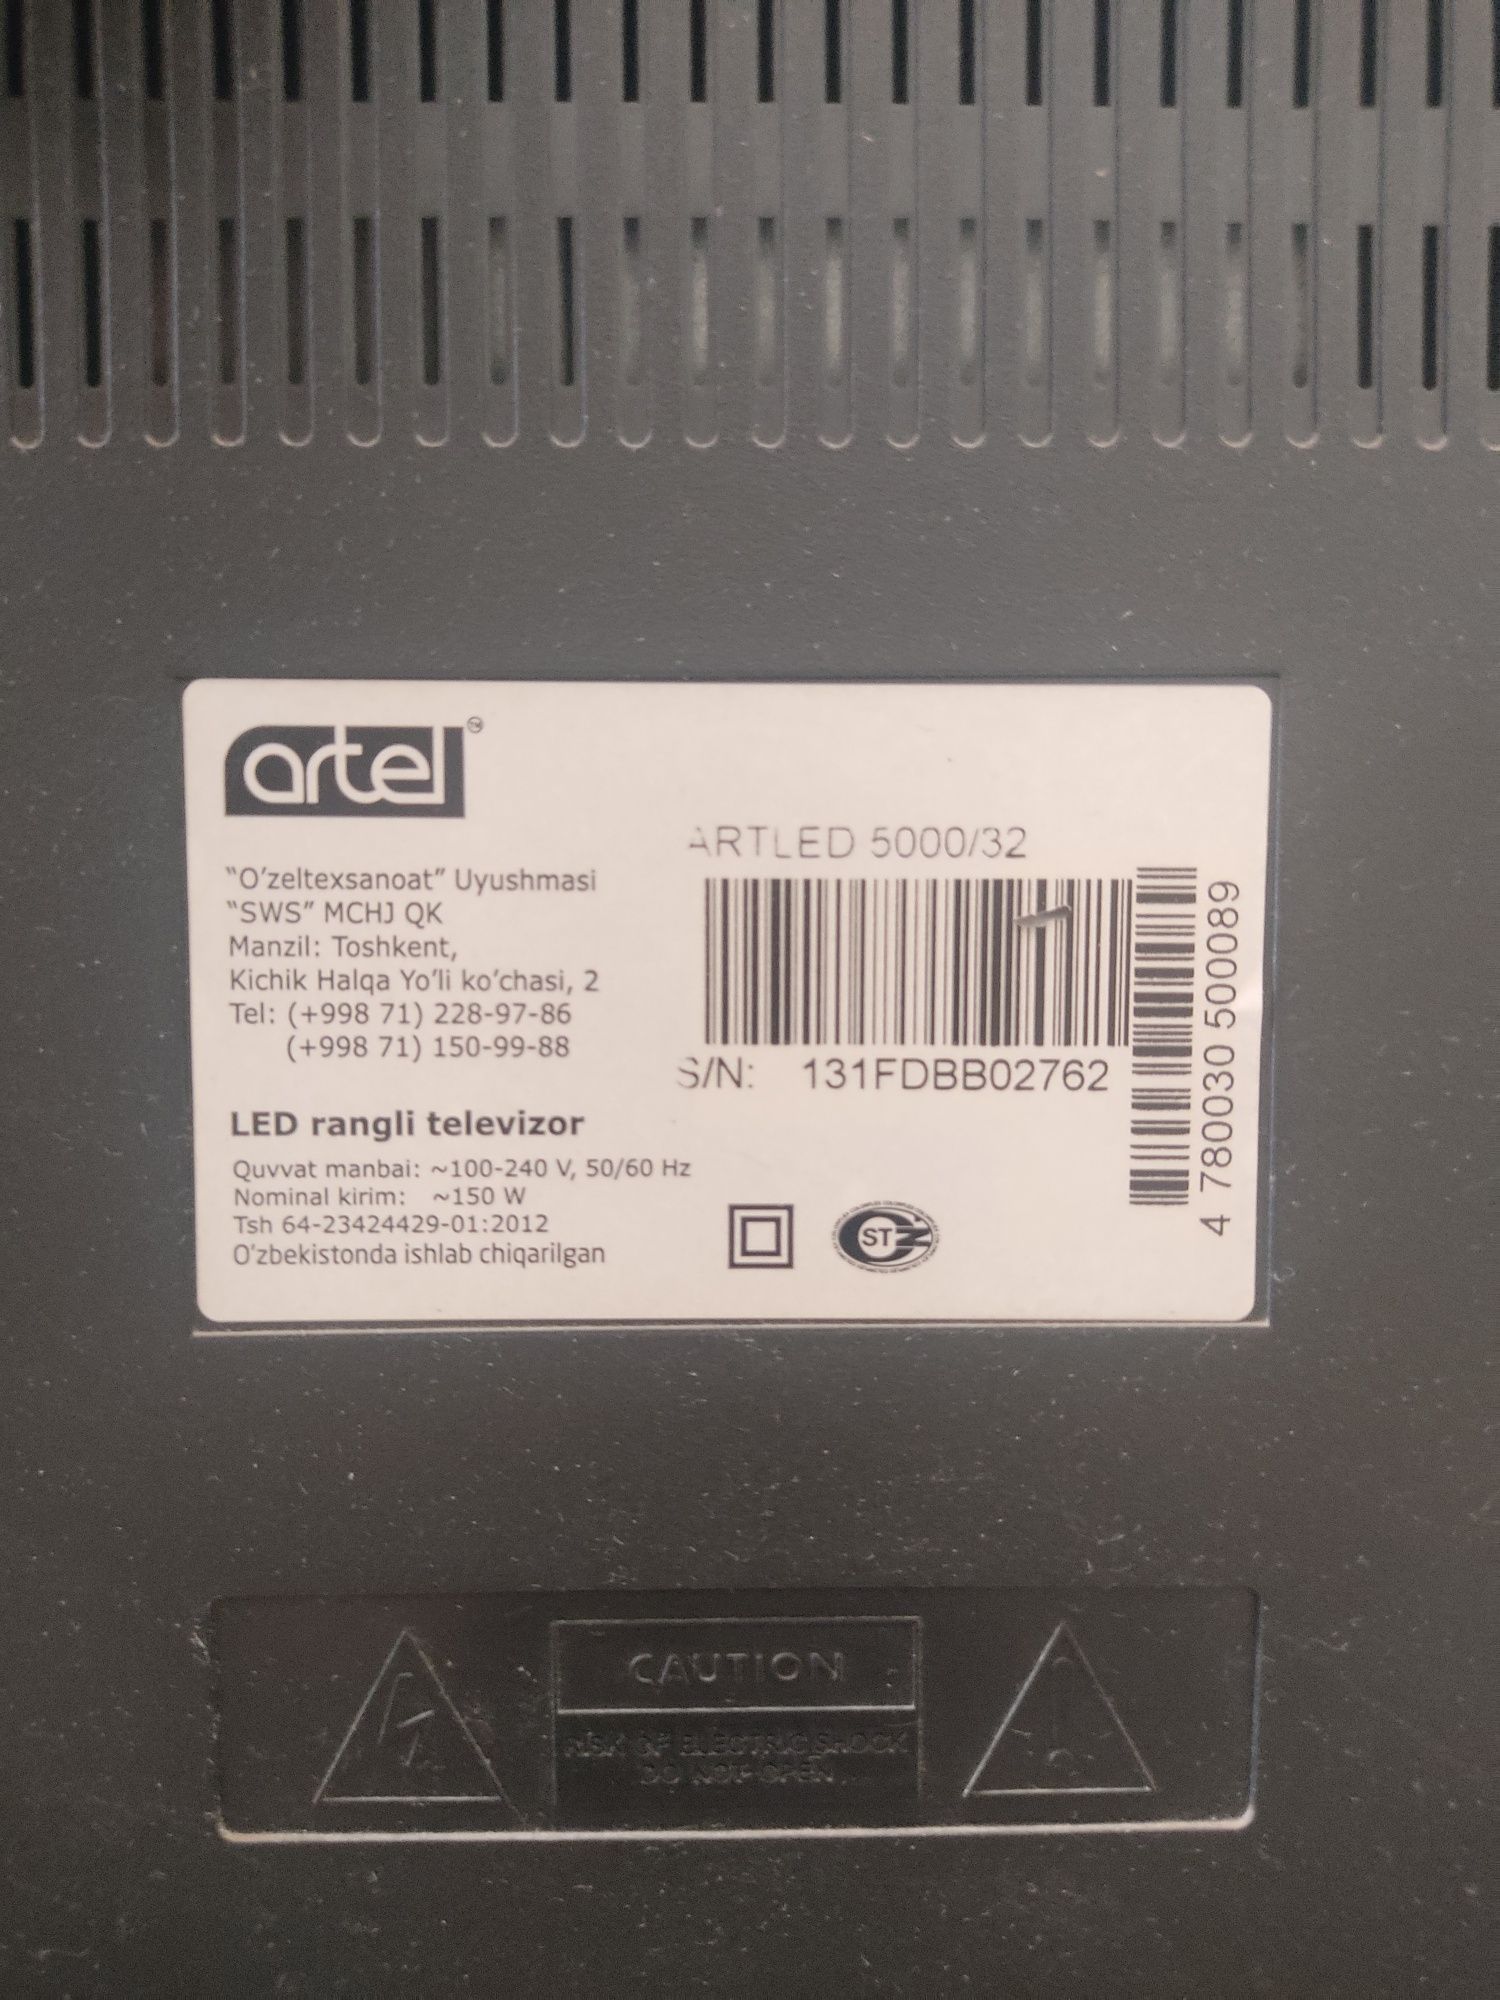 artel™
"O'zeltexsanoat" Uyushmasi
"SWS" MCHJ QK
Manzil: Toshkent,
Kichik Halqa Yo'li ko'chasi, 2
Tel: (+998 71) 228-97-86
(+998 71) 150-99-88
LED rangli televizor
Quvvat manbai: ~100-240 V, 50/60 Hz
Nominal kirim: ~150 W
Tsh 64-23424429-01:2012
O'zbekistonda ishlab chiqarilgan
ARTLED 5000/32
S/N: 131FDBB02762
ST
4 780030 500089
CAUTION
RISK OF ELECTRIC SHOCK
DO NOT OPEN